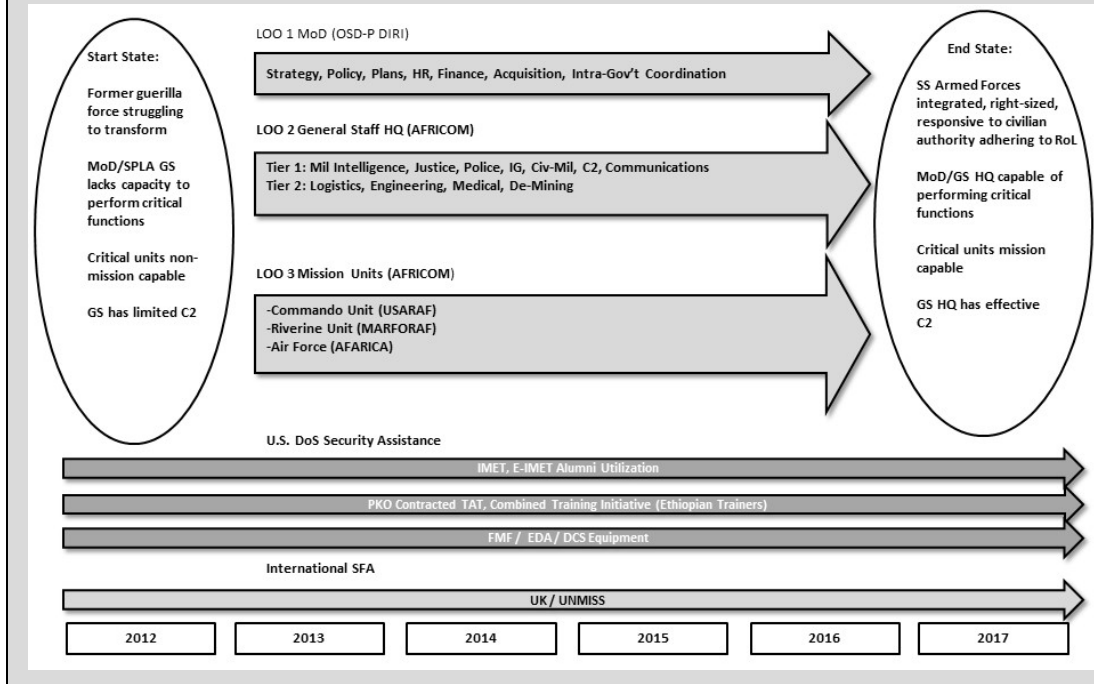 Start State:
Former guerilla
force struggling
to transform
MoD/SPLA GS
lacks capacity to
perform critical
functions
Critical units non-
mission capable
GS has limited C2
LOO 1 MoD (OSD-P DIRI)
Strategy, Policy, Plans, HR, Finance, Acquisition, Intra-Gov't Coordination
LOO 2 General Staff HQ (AFRICOM)
Tier 1: Mil Intelligence, Justice, Police, IG, Civ-Mil, C2, Communications
Tier 2: Logistics, Engineering, Medical, De-Mining
LOO 3 Mission Units (AFRICOM)
-Commando Unit (USARAF)
-Riverine Unit (MARFORAF)
-Air Force (AFARICA)
End State:
SS Armed Forces
integrated, right-sized,
responsive to civilian
authority adhering to RoL
MoD/GS HQ capable of
performing critical
functions
Critical units mission
capable
GS HQ has effective
C2
U.S. DoS Security Assistance
IMET, E-IMET Alumni Utilization
PKO Contracted TAT, Combined Training Initiative (Ethiopian Trainers)
FMF / EDA / DCS Equipment
International SFA
UK / UNMISS
2012
2013
2014
2015
2016
2017